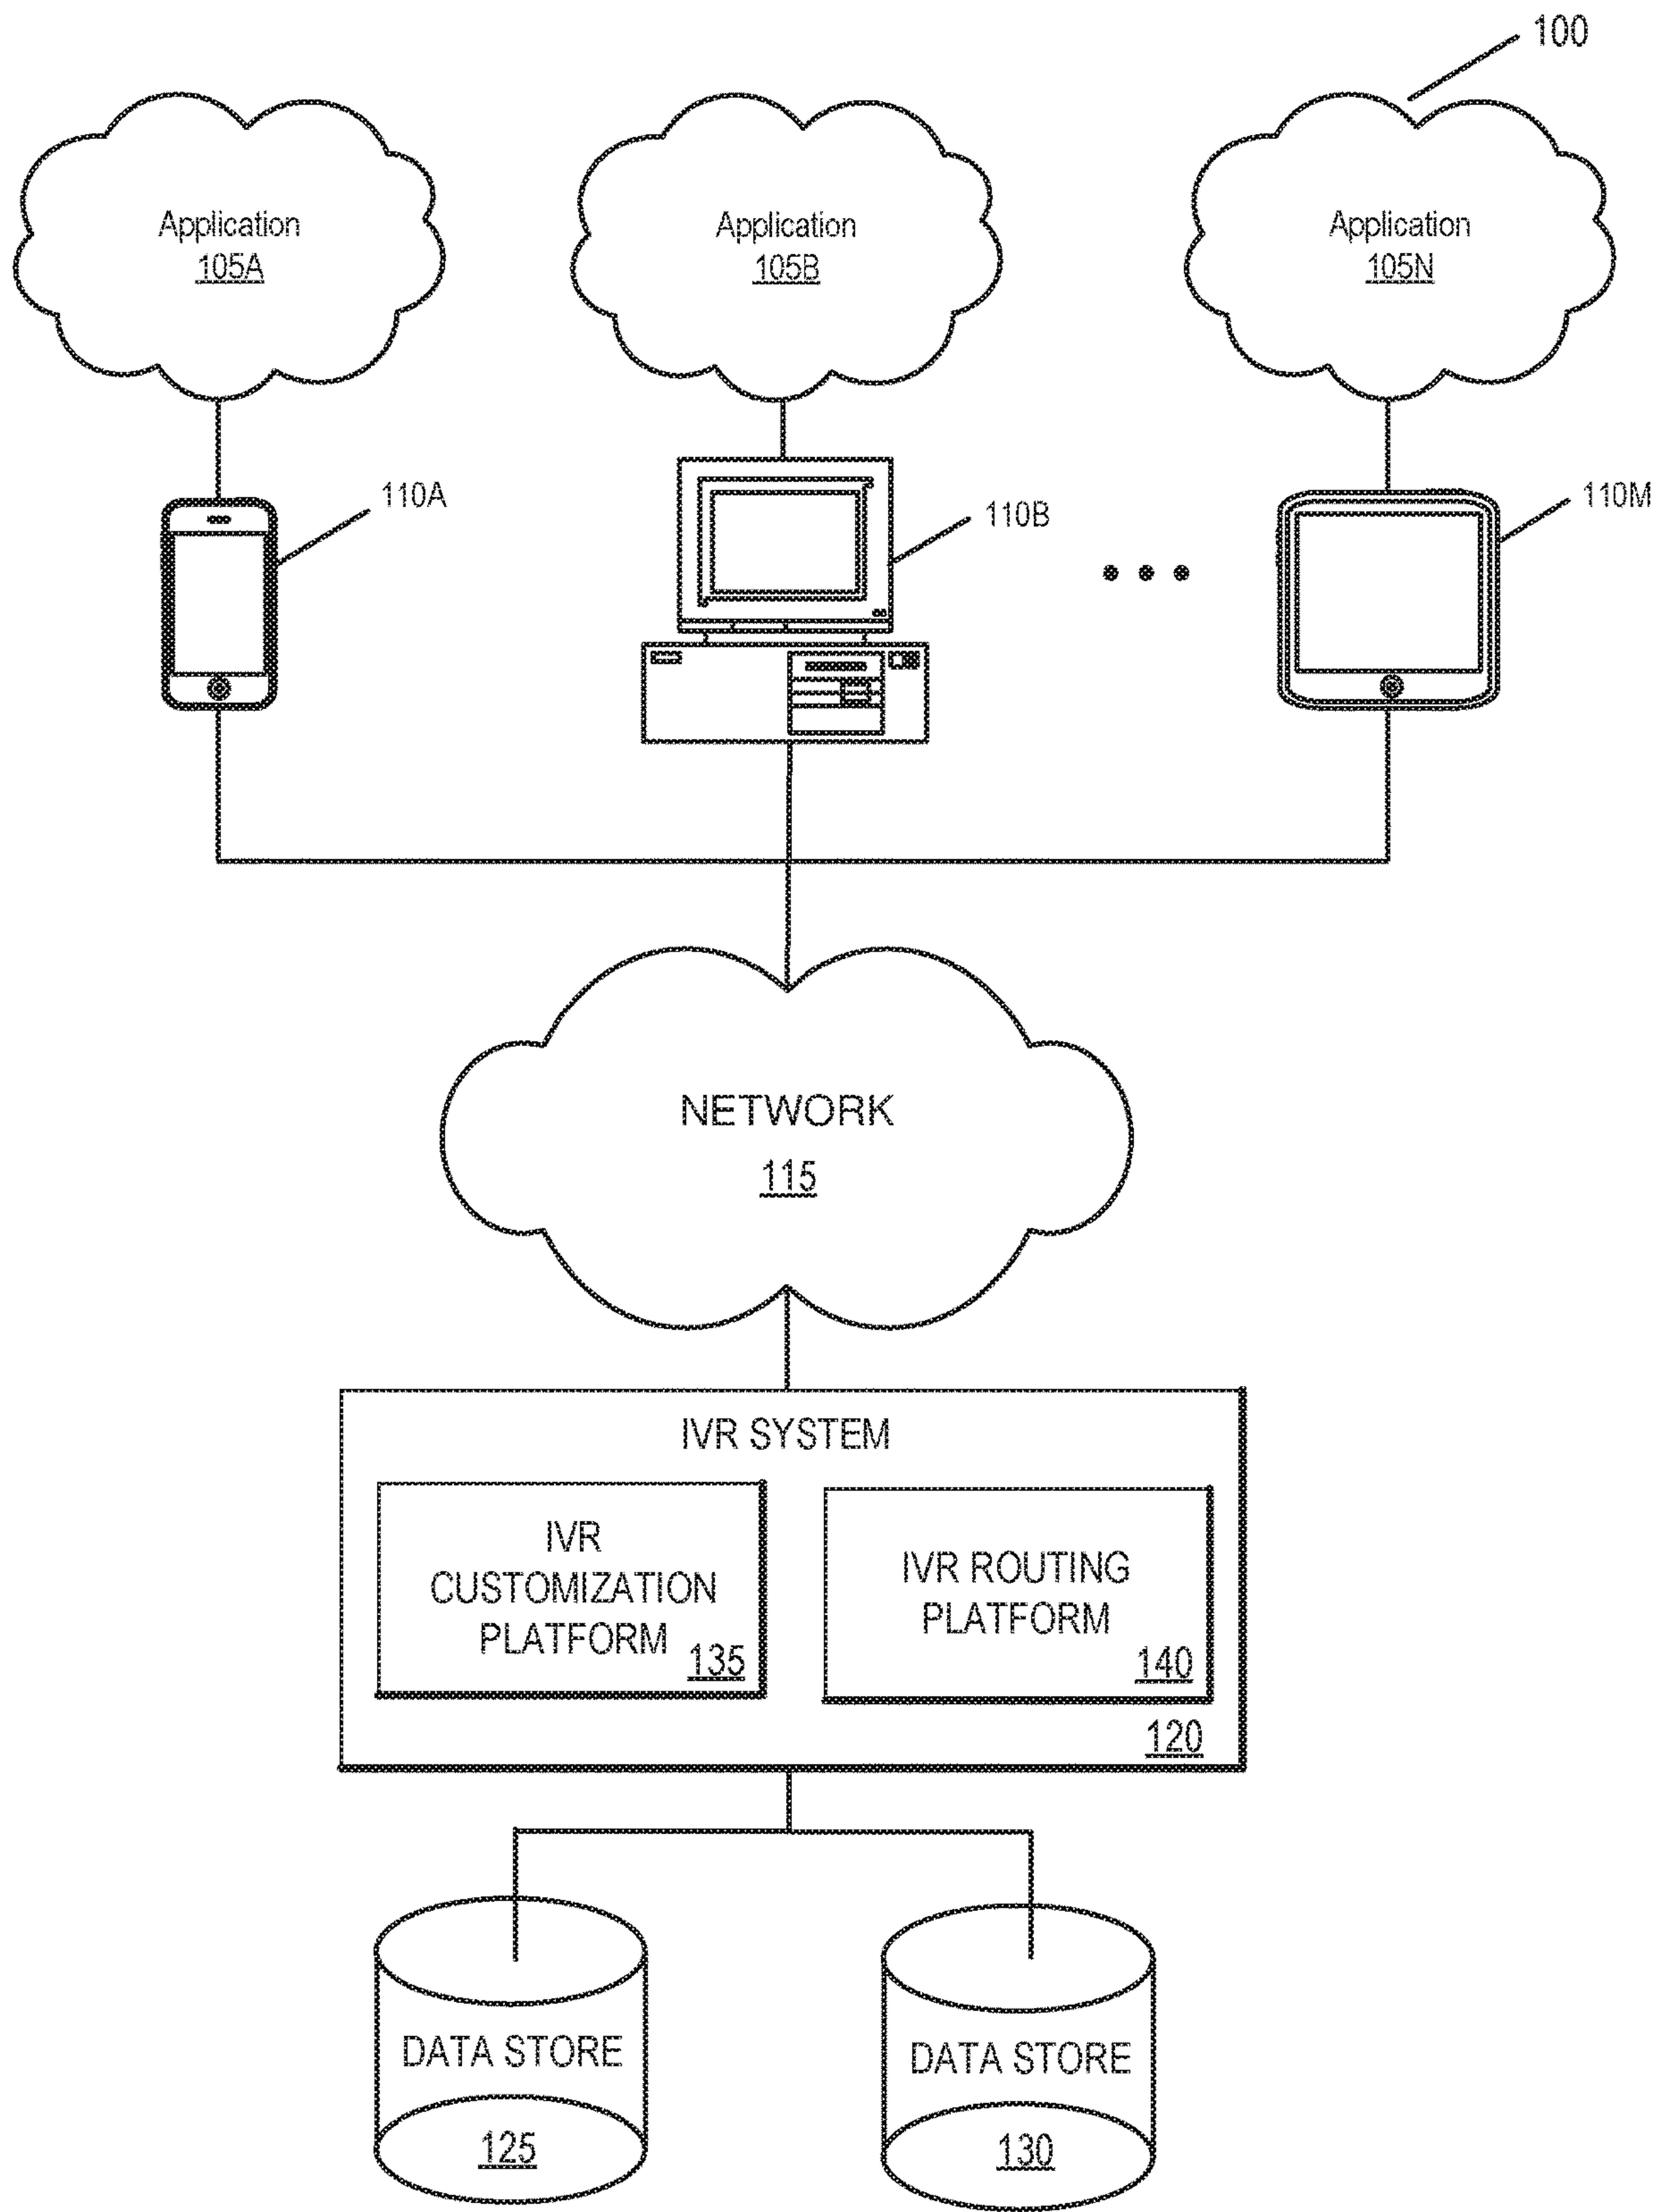 100
Application
105A
Application
105B
Application
105N
110A
110B
110M
NETWORK
115
IVR SYSTEM
IVR
CUSTOMIZATION
PLATFORM
135
IVR ROUTING
PLATFORM
140
120
DATA STORE
125
DATA STORE
130